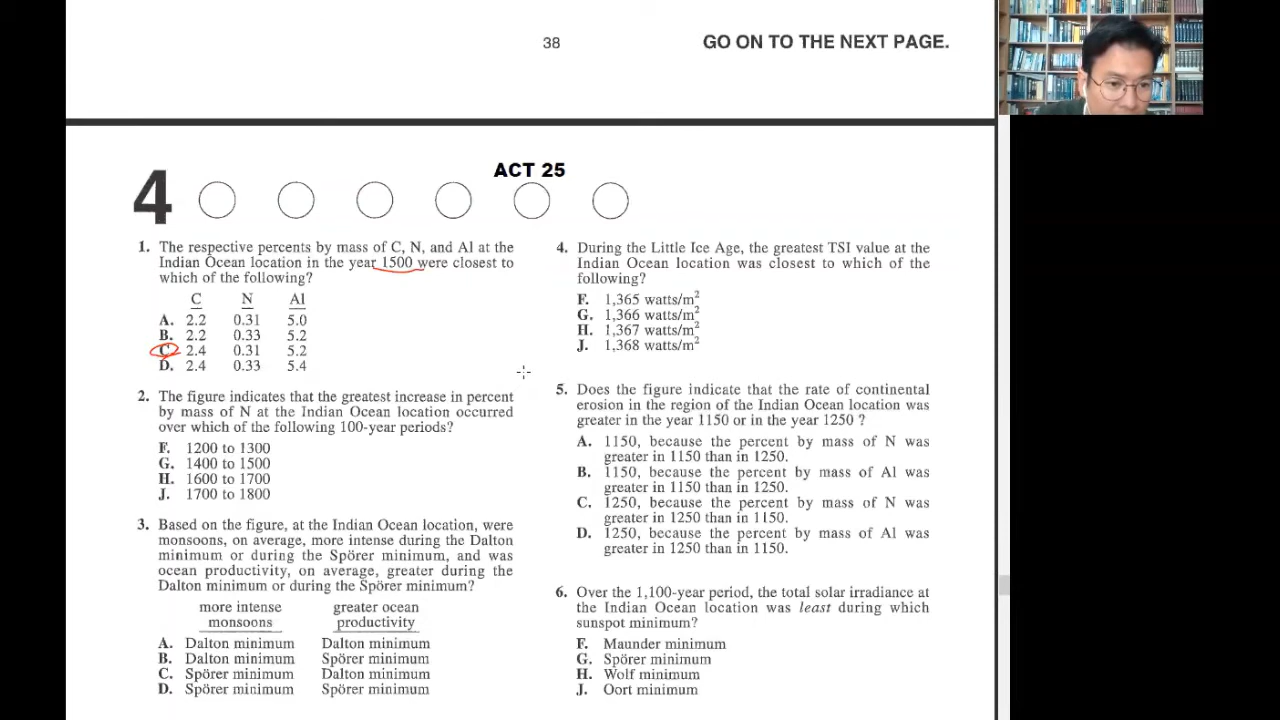 38
GO ON TO THE NEXT PAGE.
ACT 25
4
1. The respective percents by mass of C, N, and Al at the
Indian Ocean location in the year 1500 were closest to
which of the following?
C N Al
A. 2.2 0.31 5.0
B. 2.2 0.33 5.2
C. 2.4 0.31 5.2
D. 2.4 0.33 5.4
2. The figure indicates that the greatest increase in percent
by mass of N at the Indian Ocean location occurred
over which of the following 100-year periods?
F. 1200 to 1300
G. 1400 to 1500
H. 1600 to 1700
J. 1700 to 1800
3. Based on the figure, at the Indian Ocean location, were
monsoons, on average, more intense during the Dalton
minimum or during the Spörer minimum, and was
ocean productivity, on average, greater during the
Dalton minimum or during the Spörer minimum?
more intense greater ocean
monsoons productivity
A. Dalton minimum Dalton minimum
B. Dalton minimum Spörer minimum
C. Spörer minimum Dalton minimum
D. Spörer minimum Spörer minimum
4. During the Little Ice Age, the greatest TSI value at the
Indian Ocean location was closest to which of the
following?
F. 1,365 watts/m²
G. 1,366 watts/m²
H. 1,367 watts/m²
J. 1,368 watts/m²
5. Does the figure indicate that the rate of continental
erosion in the region of the Indian Ocean location was
greater in the year 1150 or in the year 1250 ?
A. 1150, because the percent by mass of N was
greater in 1150 than in 1250.
B. 1150, because the percent by mass of Al was
greater in 1150 than in 1250.
C. 1250, because the percent by mass of N was
greater in 1250 than in 1150.
D. 1250, because the percent by mass of Al was
greater in 1250 than in 1150.
6. Over the 1,100-year period, the total solar irradiance at
the Indian Ocean location was least during which
sunspot minimum?
F. Maunder minimum
G. Spörer minimum
H. Wolf minimum
J. Oort minimum